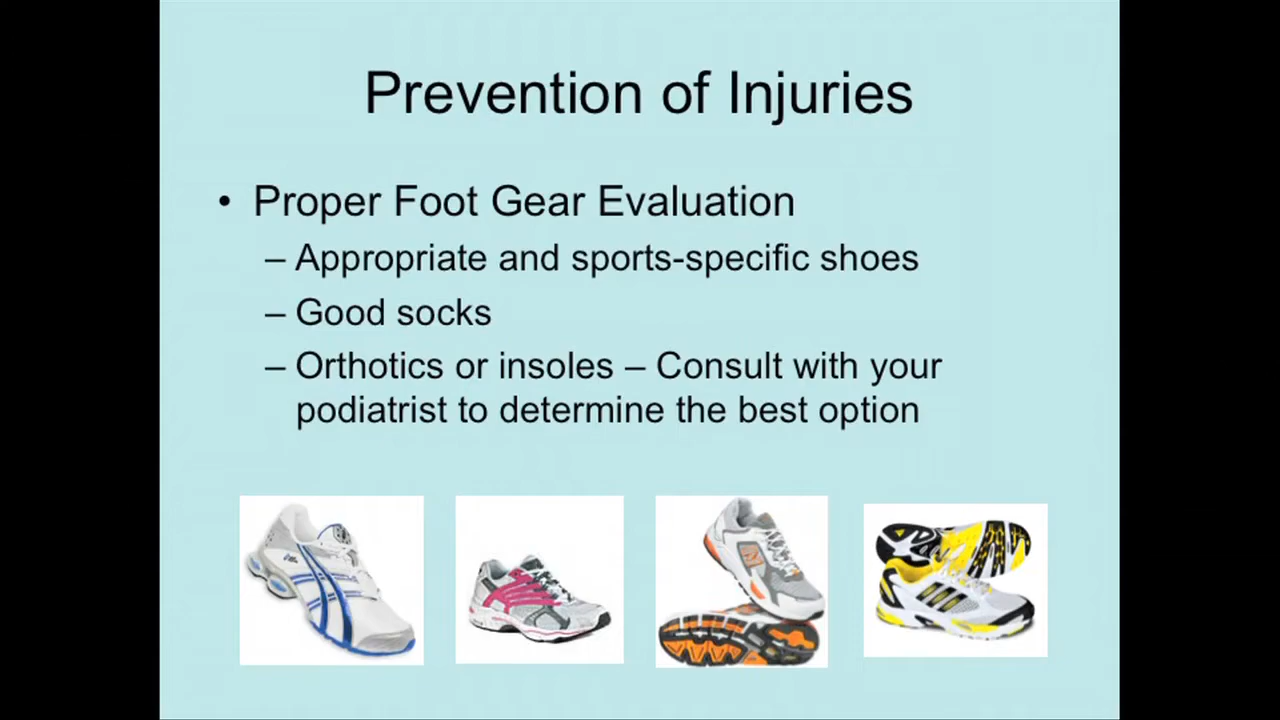 Prevention of Injuries
• Proper Foot Gear Evaluation
– Appropriate and sports-specific shoes
– Good socks
– Orthotics or insoles – Consult with your
podiatrist to determine the best option